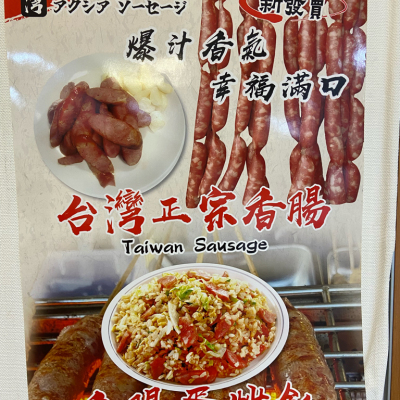 アクシア ソーセージ
新發賣
爆汁香氣
幸福滿口
台灣正宗香腸
Taiwan Sausage